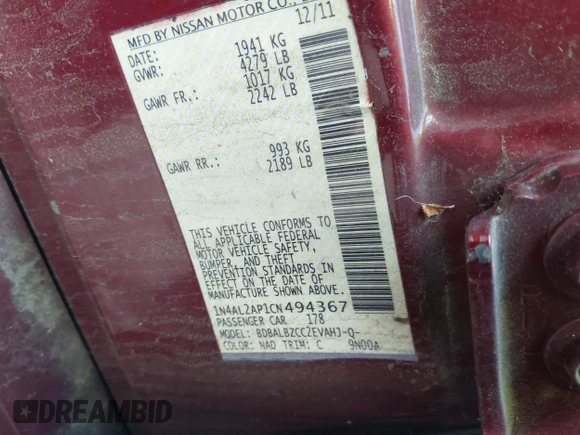 MFD BY NISSAN MOTOR CO.,
DATE: 12/11
GVWR: 1941 KG
4279 LB
GAWR FR.: 1017 KG
2242 LB
GAWR RR.: 993 KG
2189 LB
THIS VEHICLE CONFORMS TO
ALL APPLICABLE FEDERAL
MOTOR VEHICLE SAFETY,
BUMPER, AND THEFT
PREVENTION STANDARDS IN
EFFECT ON THE DATE OF
MANUFACTURE SHOWN ABOVE.
1N4AL2AP1CN494367
PASSENGER CAR 178
MODEL: BDBALBZCC2EVAHJ-Q-
COLOR: NAD TRIM: C 9N00A
DREAMBID